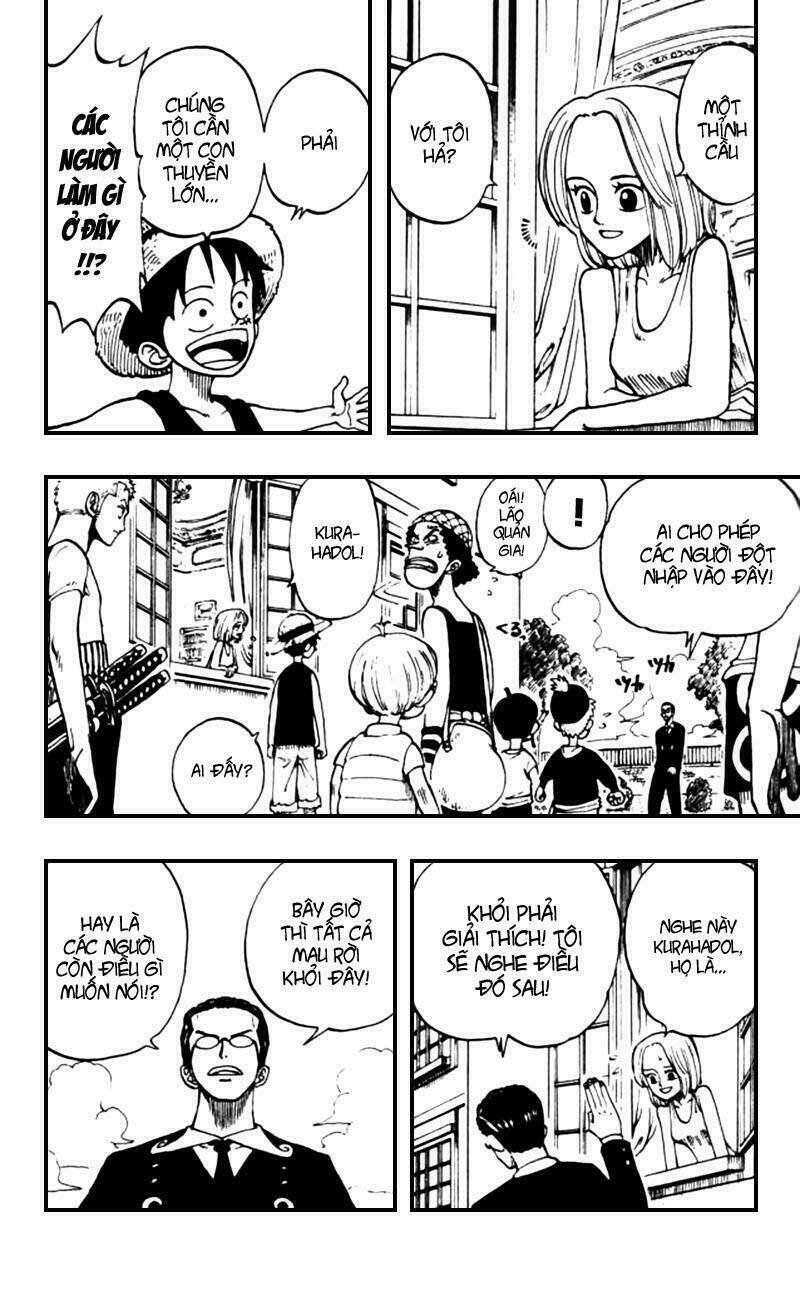 MỘT
THỈNH
CẦU
VỚI TÔI
HẢ?
PHẢI
CHÚNG
TÔI CẦN
MỘT CON
THUYỀN
LỚN...
CÁC
NGƯỜI
LÀM GÌ
Ở ĐÂY
!!?
AI CHO PHÉP
CÁC NGƯỜI ĐỘT
NHẬP VÀO ĐÂY!
!
OÁI!
LÃO
QUẢN
GIA!
KURA-
HADOL!
AI ĐẤY?
NGHE NÀY
KURAHADOL,
HỌ LÀ...
KHỎI PHẢI
GIẢI THÍCH! TÔI
SẼ NGHE ĐIỀU
ĐÓ SAU!
BÂY GIỜ
THÌ TẤT CẢ
MAU RỜI
KHỎI ĐÂY!
HAY LÀ
CÁC NGƯỜI
CÒN ĐIỀU GÌ
MUỐN NÓI!?